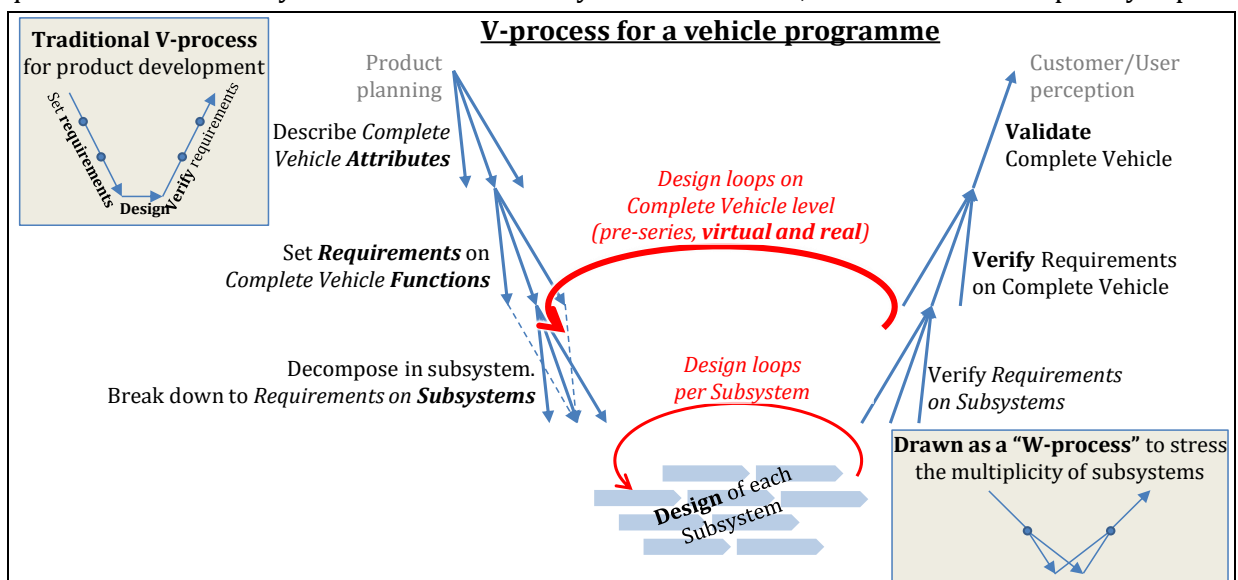 V-process for a vehicle programme
Traditional V-process
for product development
Set requirements
Design
Verify requirements
Product
planning
Describe Complete
Vehicle Attributes
Set Requirements on
Complete Vehicle Functions
Decompose in subsystem.
Break down to Requirements on Subsystems
Design loops on
Complete Vehicle level
(pre-series, virtual and real)
Design loops
per Subsystem
Design of each
Subsystem
Customer/User
perception
Validate
Complete Vehicle
Verify Requirements
on Complete Vehicle
Verify Requirements
on Subsystems
Drawn as a “W-process” to stress
the multiplicity of subsystems